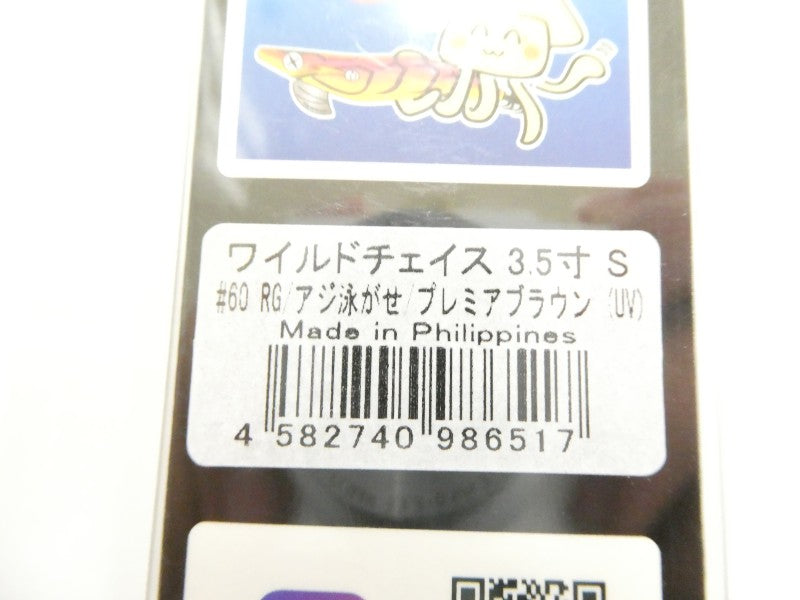 ワイルドチェイス 3.5寸 S
#60 RG/アジ泳がせ/プレミアブラウン (UV)
Made in Philippines
4 582740 986517